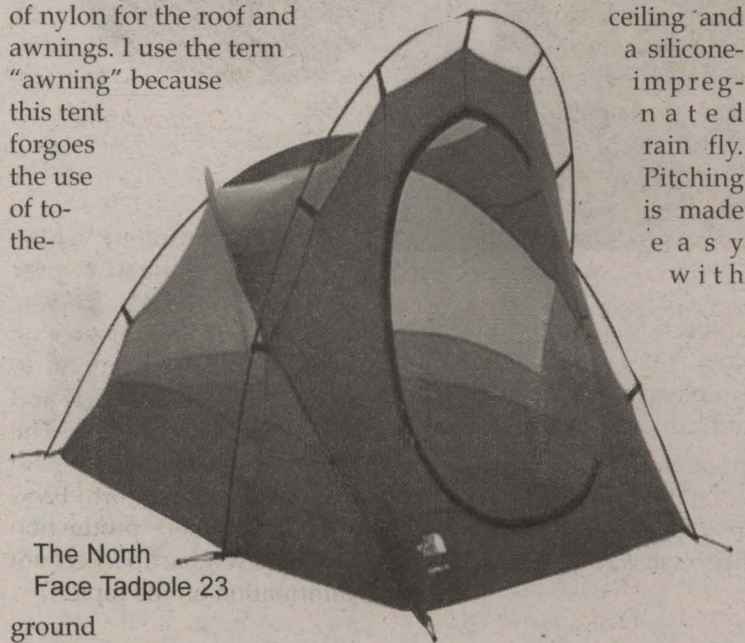 of nylon for the roof and
awnings. I use the term
“awning” because
this tent
forgoes
the use
of to-
the-
The North
Face Tadpole 23
ground
ceiling and
a silicone-
impreg-
nated
rain fly.
Pitching
is made
easy
with